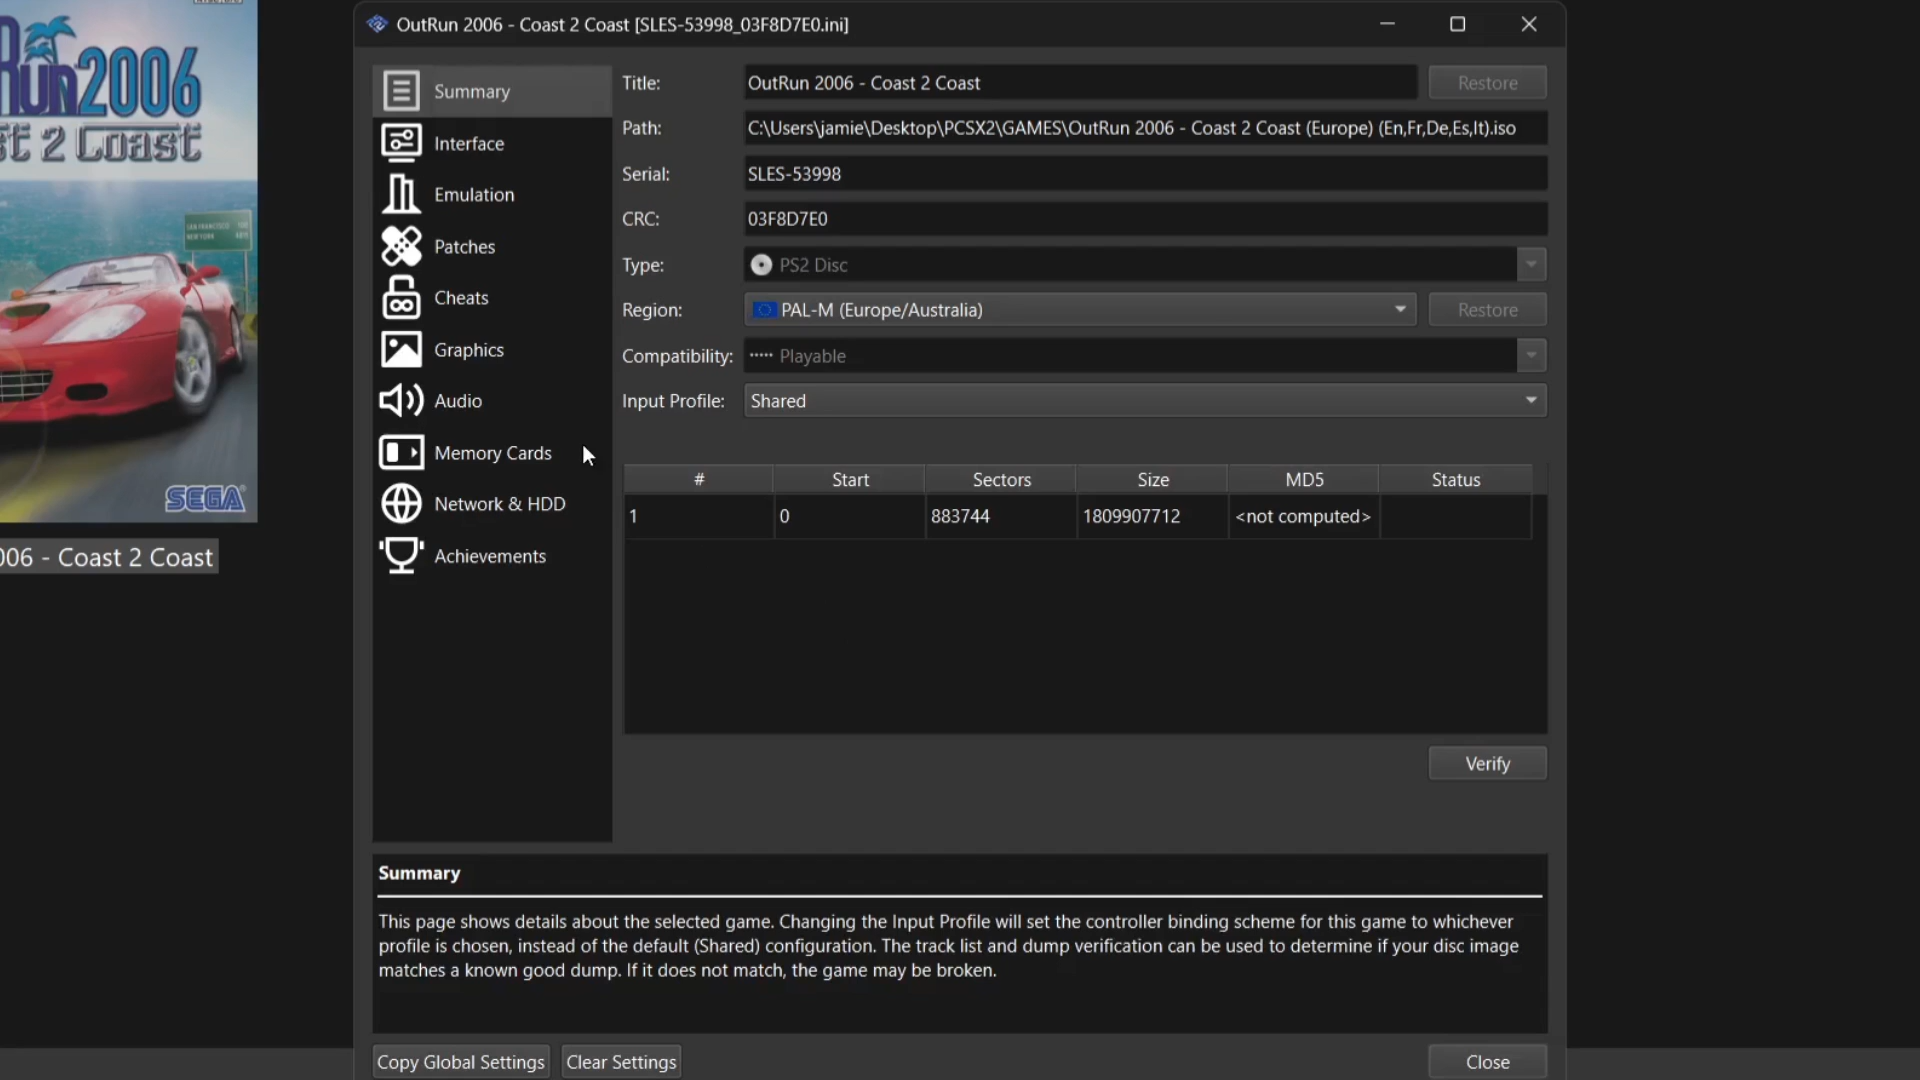 OutRun 2006 - Coast 2 Coast [SLES-53998_03F8D7E0.ini]
Run2006
st 2 Coast
SAN FRANCISCO
NEW YORK
SEGA
006 - Coast 2 Coast
Summary
Interface
Emulation
Patches
Cheats
Graphics
Audio
Memory Cards
Network & HDD
Achievements
Title: OutRun 2006 - Coast 2 Coast Restore
Path: C:\Users\jamie\Desktop\PCSX2\GAMES\OutRun 2006 - Coast 2 Coast (Europe) (En,Fr,De,Es,It).iso
Serial: SLES-53998
CRC: 03F8D7E0
Type: PS2 Disc
Region: PAL-M (Europe/Australia) Restore
Compatibility: Playable
Input Profile: Shared
# Start Sectors Size MD5 Status
1 0 883744 1809907712 <not computed>
Verify
Summary
This page shows details about the selected game. Changing the Input Profile will set the controller binding scheme for this game to whichever
profile is chosen, instead of the default (Shared) configuration. The track list and dump verification can be used to determine if your disc image
matches a known good dump. If it does not match, the game may be broken.
Copy Global Settings Clear Settings Close